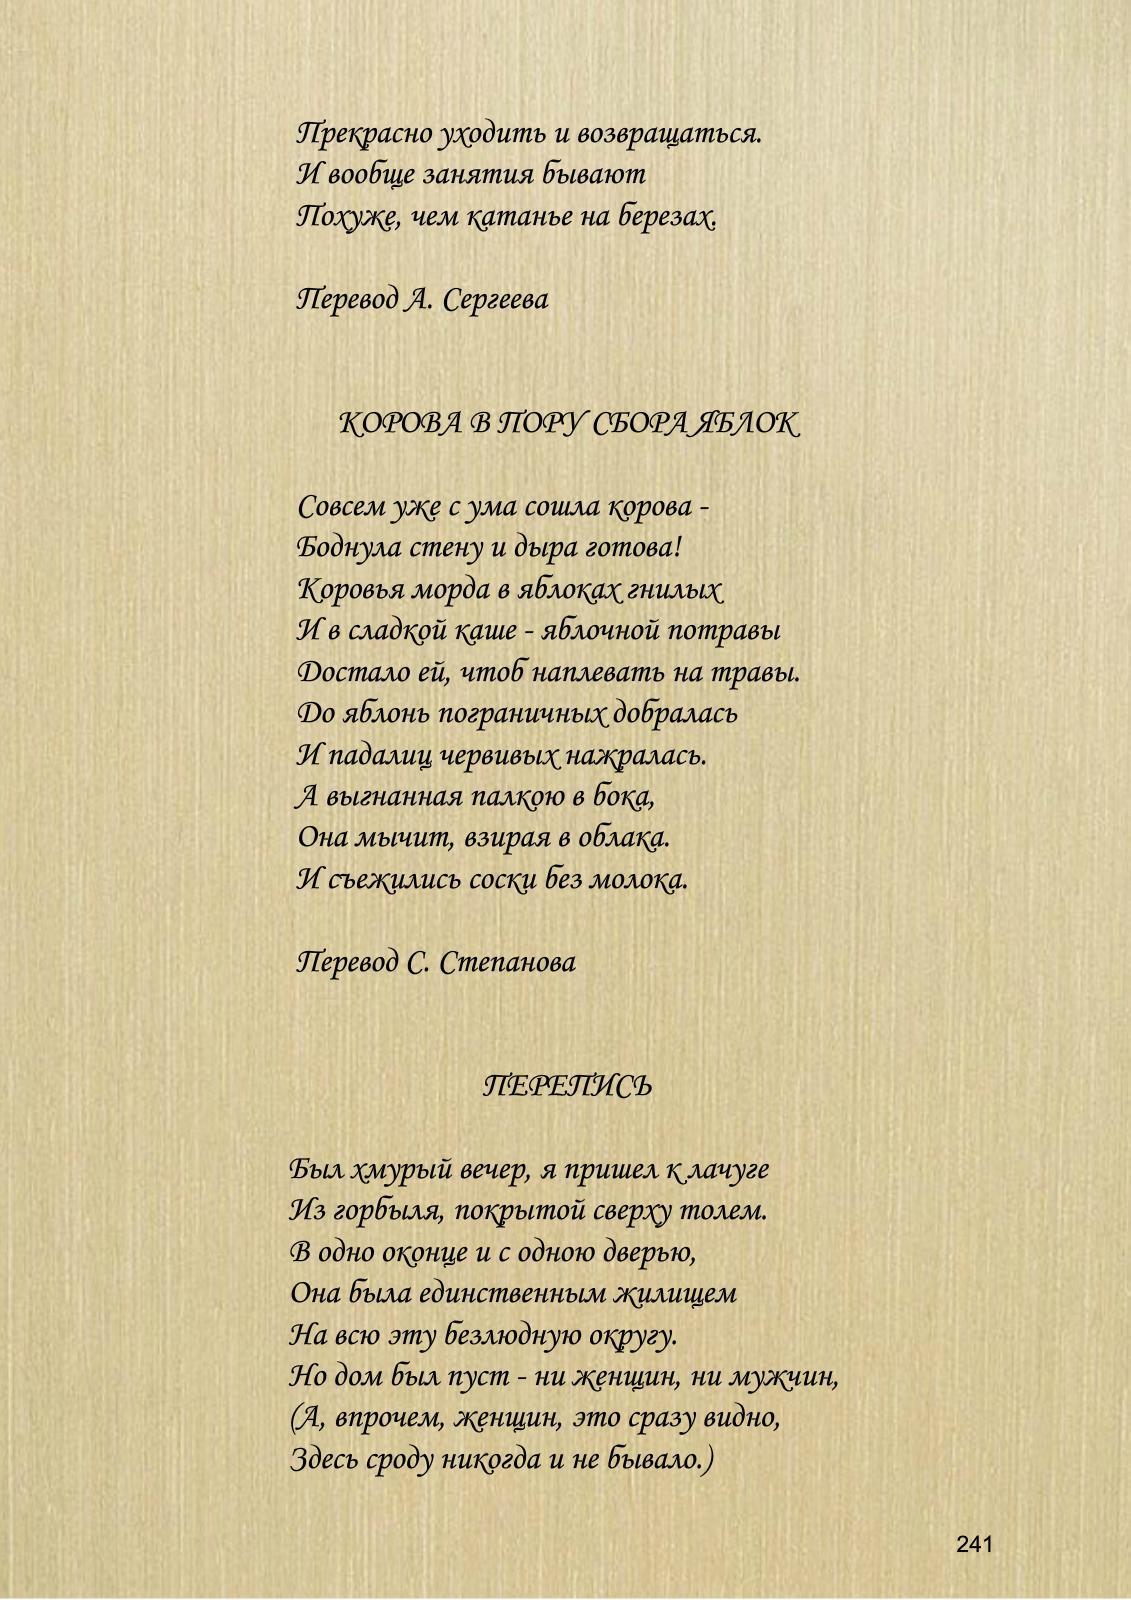 Прекрасно уходить и возвращаться.
И вообще занятия бывают
Похуже, чем катанье на березах.
Перевод А. Сергеева
КОРОВА В ПОРУ СБОРА ЯБЛОК
Совсем уже с ума сошла корова -
Боднула стену и дыра готова!
Коровья морда в яблоках гнилых
И в сладкой каше - яблочной потравы
Достало ей, чтоб наплевать на травы.
До яблонь пограничных добралась
И падалиц червивых нажралась.
А выгнанная палкою в бока,
Она мычит, взирая в облака.
И съежились соски без молока.
Перевод С. Степанова
ПЕРЕПИСЬ
Был хмурый вечер, я пришел к лачуге
Из горбыля, покрытой сверху толем.
В одно оконце и с одною дверью,
Она была единственным жилищем
На всю эту безлюдную округу.
Но дом был пуст - ни женщин, ни мужчин,
(А, впрочем, женщин, это сразу видно,
Здесь сроду никогда и не бывало.)
241